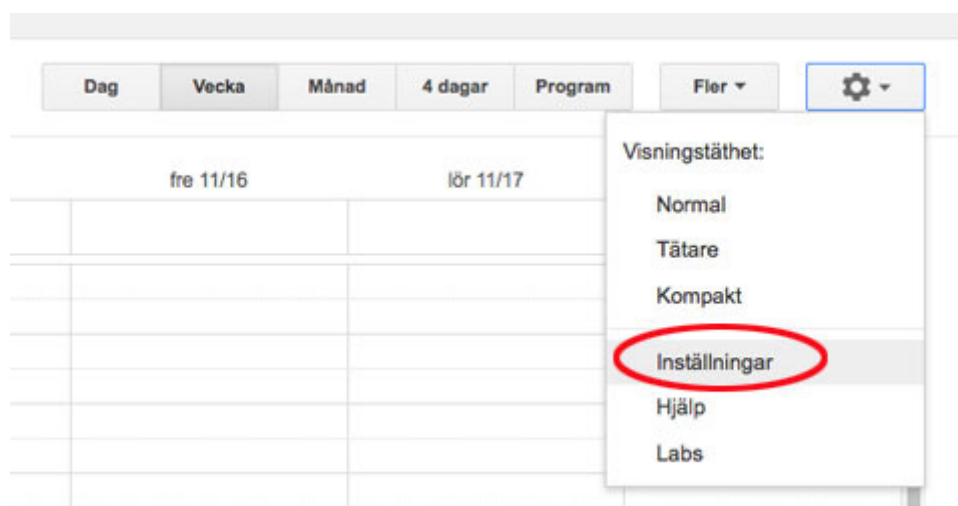 Dag Vecka Månad 4 dagar Program Fler
fre 11/16 lör 11/17
Visningstäthet:
Normal
Tätare
Kompakt
Inställningar
Hjälp
Labs